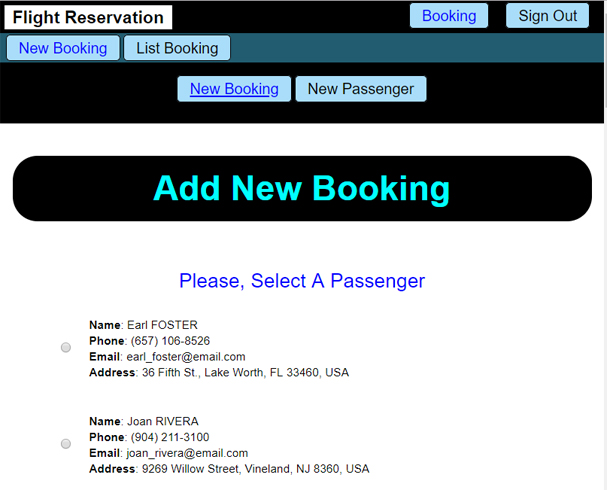 Flight Reservation
Booking Sign Out
New Booking List Booking
New Booking New Passenger
Add New Booking
Please, Select A Passenger
Name: Earl FOSTER
Phone: (657) 106-8526
Email: earl_foster@email.com
Address: 36 Fifth St., Lake Worth, FL 33460, USA
Name: Joan RIVERA
Phone: (904) 211-3100
Email: joan_rivera@email.com
Address: 9269 Willow Street, Vineland, NJ 8360, USA